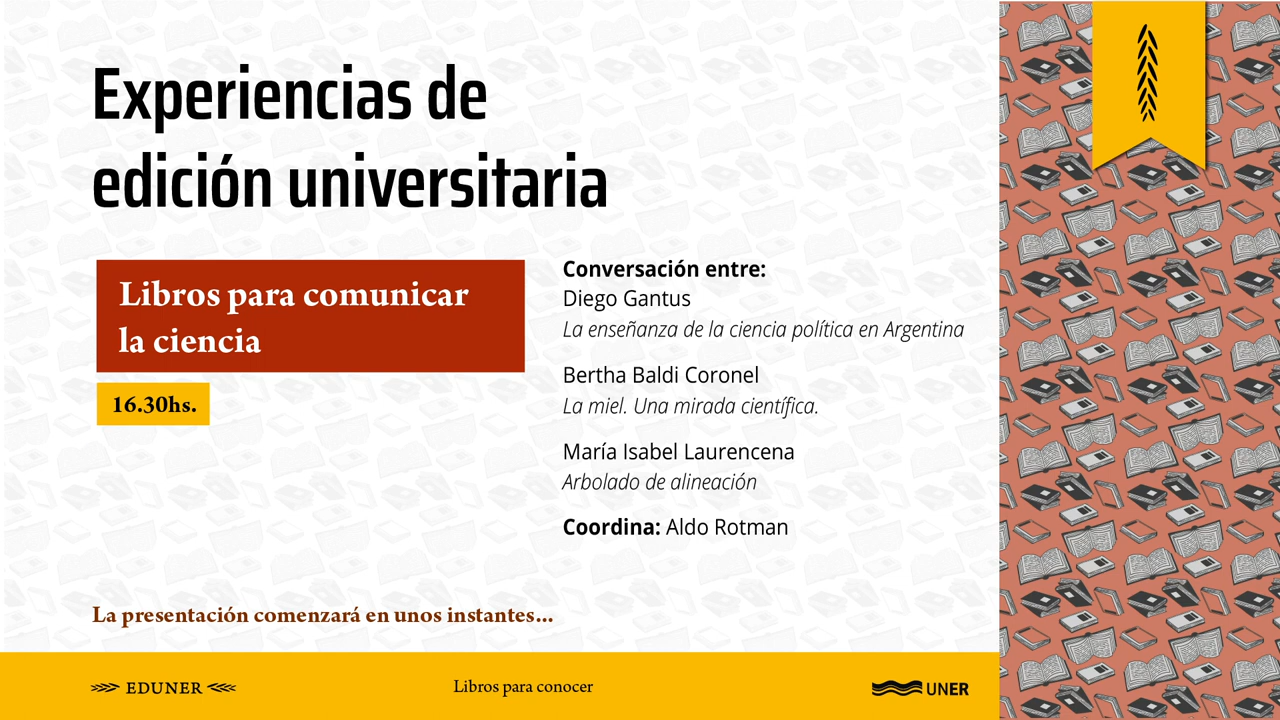 Experiencias de
edición universitaria
Libros para comunicar
la ciencia
16.30hs.
Conversación entre:
Diego Gantus
La enseñanza de la ciencia política en Argentina
Bertha Baldi Coronel
La miel. Una mirada científica.
María Isabel Laurencena
Arbolado de alineación
Coordina: Aldo Rotman
La presentación comenzará en unos instantes...
EDUNER
Libros para conocer
UNER